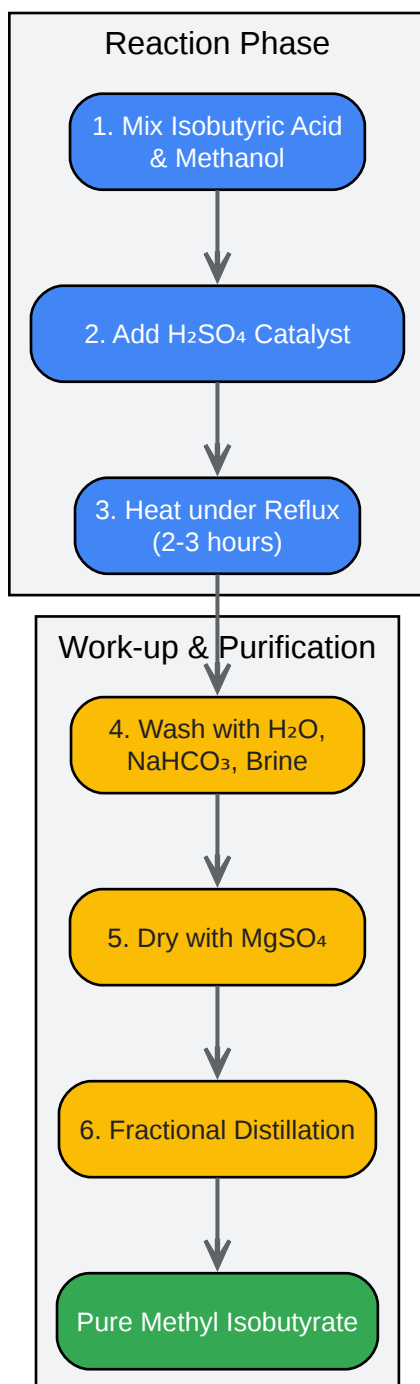 Reaction Phase
1. Mix Isobutyric Acid
& Methanol
2. Add H₂SO₄ Catalyst
3. Heat under Reflux
(2-3 hours)
Work-up & Purification
4. Wash with H₂O,
NaHCO₃, Brine
5. Dry with MgSO₄
6. Fractional Distillation
Pure Methyl Isobutyrate